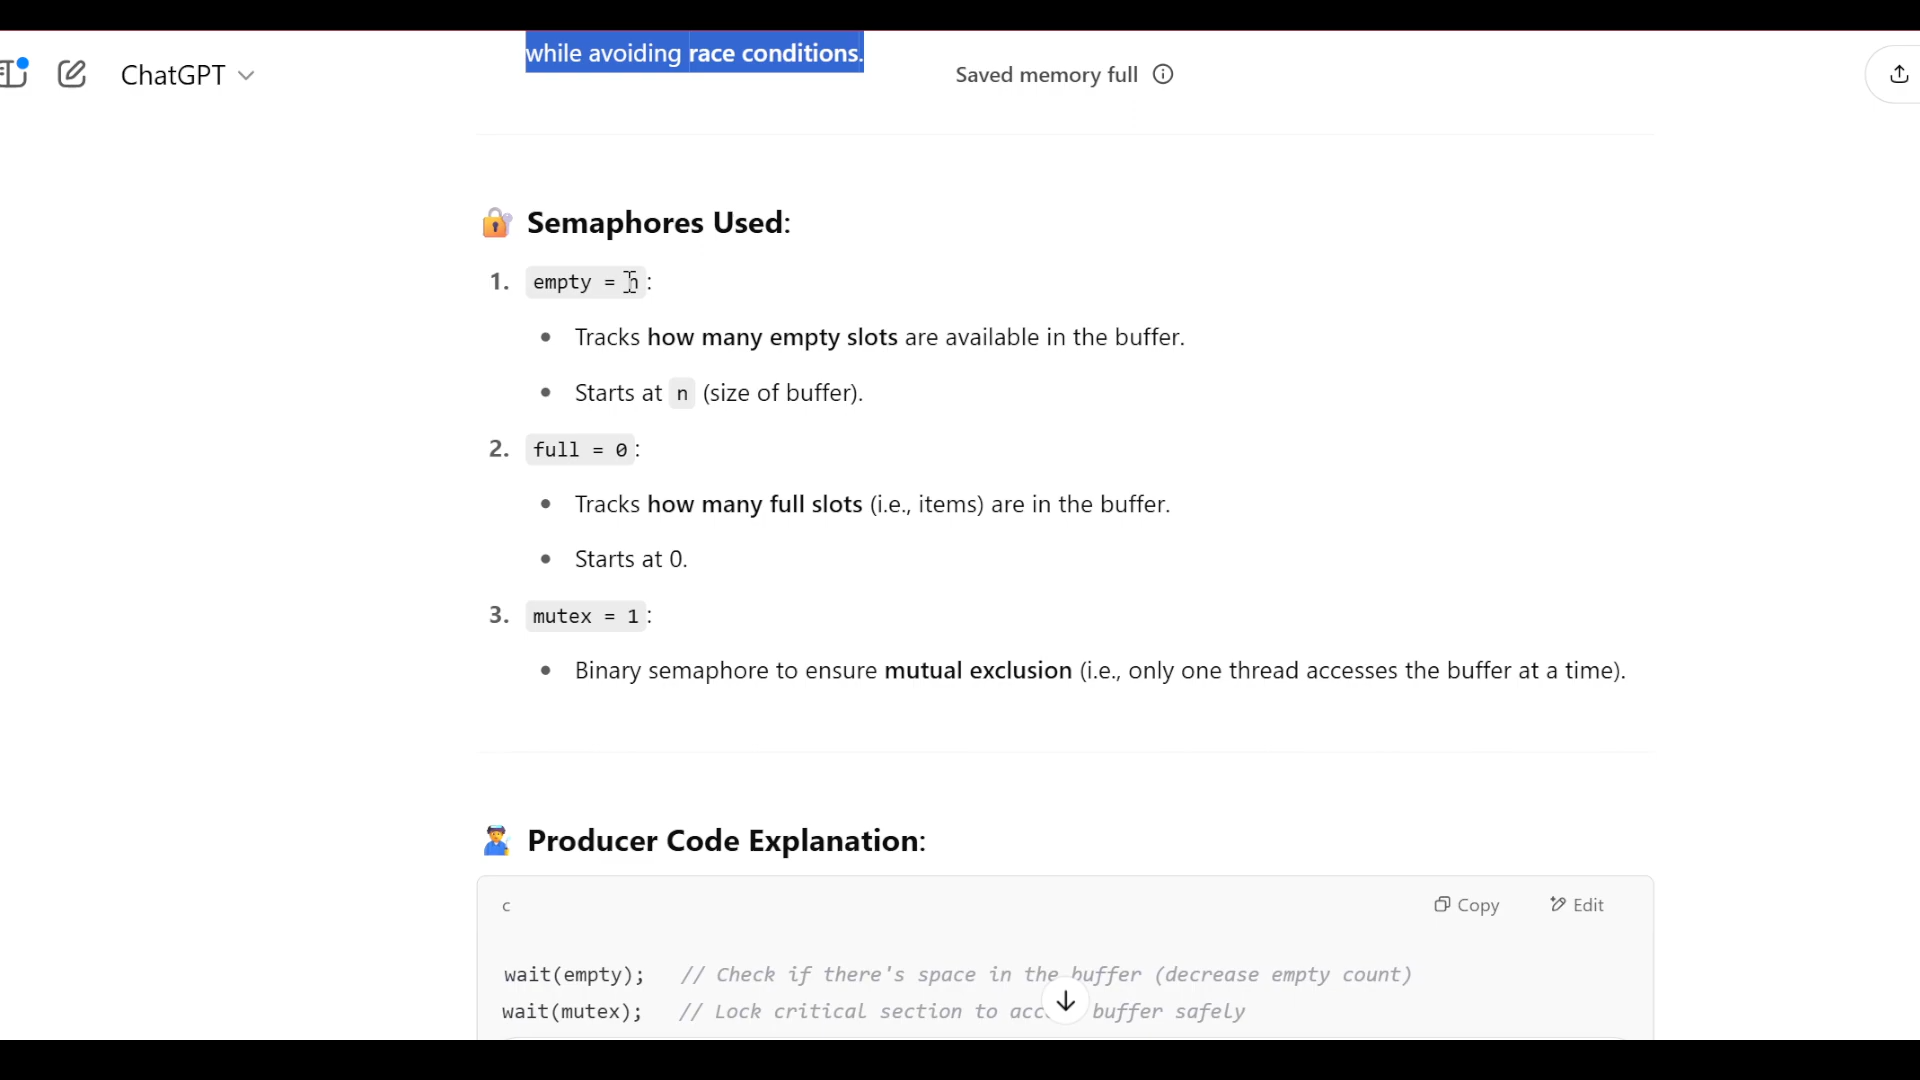 while avoiding race conditions.
ChatGPT
Saved memory full
Semaphores Used:
1. empty = n:
• Tracks how many empty slots are available in the buffer.
• Starts at n (size of buffer).
2. full = 0:
• Tracks how many full slots (i.e., items) are in the buffer.
• Starts at 0.
3. mutex = 1:
• Binary semaphore to ensure mutual exclusion (i.e., only one thread accesses the buffer at a time).
Producer Code Explanation:
c
Copy
Edit
wait(empty);   // Check if there's space in the buffer (decrease empty count)
wait(mutex);   // Lock critical section to buffer safely